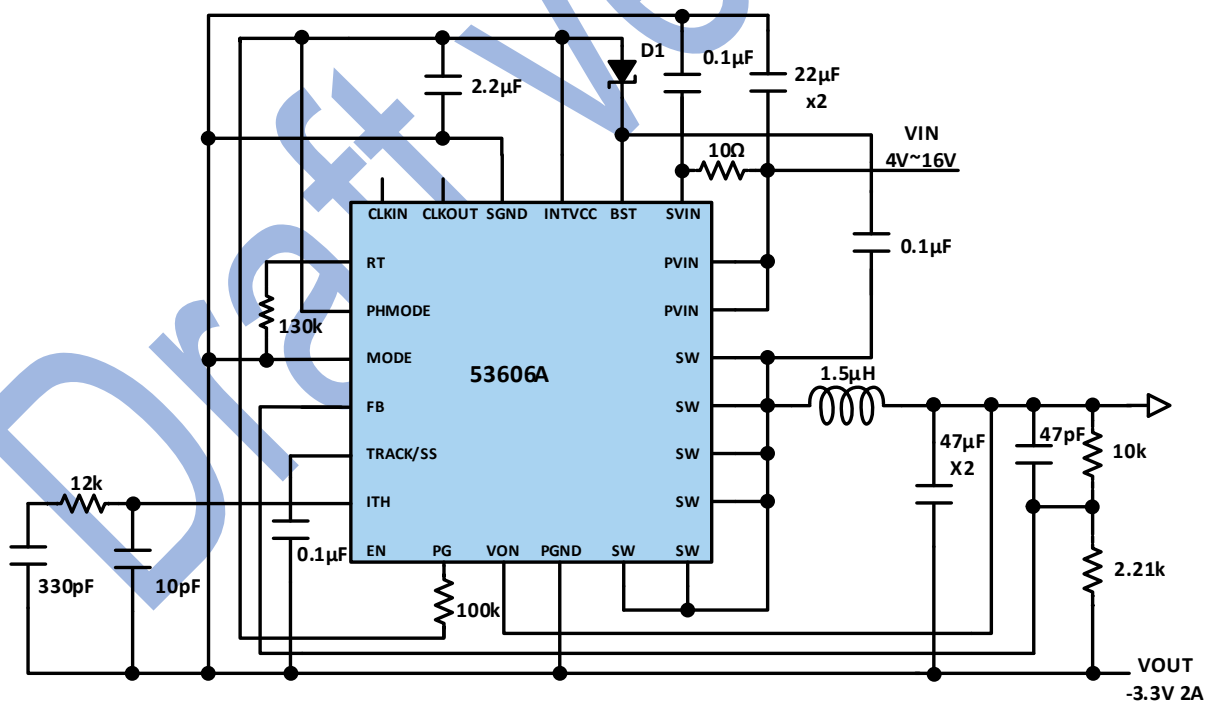 D1
0.1µF
22µF
x2
2.2µF
VIN
4V~16V
10Ω
CLKIN
CLKOUT
SGND
INTVCC
BST
SVIN
0.1µF
RT
PVIN
PHMODE
PVIN
130k
MODE
SW
53606A
1.5µH
FB
SW
47µF
X2
47pF
10k
TRACK/SS
SW
12k
ITH
SW
0.1µF
EN
PG
VON
PGND
SW
SW
330pF
10pF
100k
2.21k
VOUT
-3.3V 2A
Draft